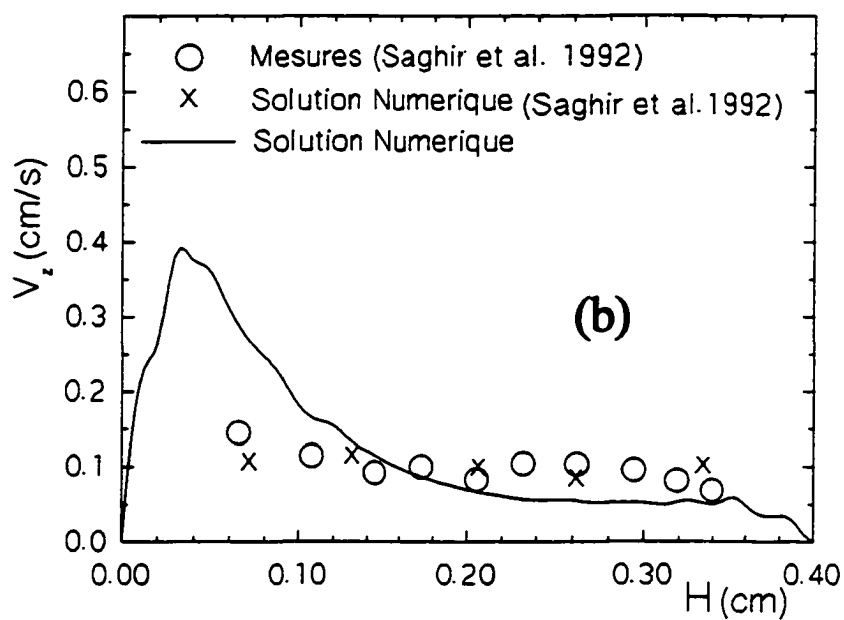 Mesures (Saghir et al. 1992)
Solution Numerique (Saghir et al. 1992)
Solution Numerique
0.6
0.5
0.4
0.3
0.2
0.1
0.0
V_z (cm/s)
(b)
0.00 0.10 0.20 0.30 0.40
H (cm)